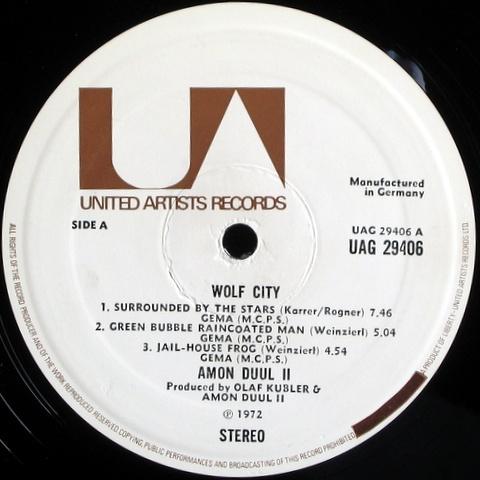 UA
UNITED ARTISTS RECORDS
Manufactured
in Germany
SIDE A
UAG 29406 A
UAG 29406
WOLF CITY
1. SURROUNDED BY THE STARS (Karrer/Rogner) 7.46
GEMA (M.C.P.S.)
2. GREEN BUBBLE RAINCOATED MAN (Weinzierl) 5.04
GEMA (M.C.P.S.)
3. JAIL-HOUSE FROG (Weinzierl) 4.54
GEMA (M.C.P.S.)
AMON DUUL II
Produced by OLAF KUBLER &
AMON DUUL II
℗ 1972
STEREO
ALL RIGHTS OF THE RECORD PRODUCER AND OF THE WORK REPRODUCED RESERVED COPYING, PUBLIC PERFORMANCES AND BROADCASTING OF THIS RECORD PROHIBITED
A PRODUCT OF LIBERTY-UNITED ARTISTS RECORDS LTD.